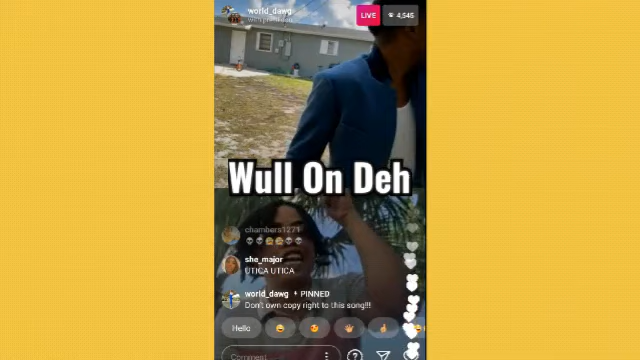 world_dawg
LIVE
4,545
Wull On Deh
chambers1271
she_major
UTICA UTICA
world_dawg PINNED
Don't own copy right to this song!!!
Hello
Comment